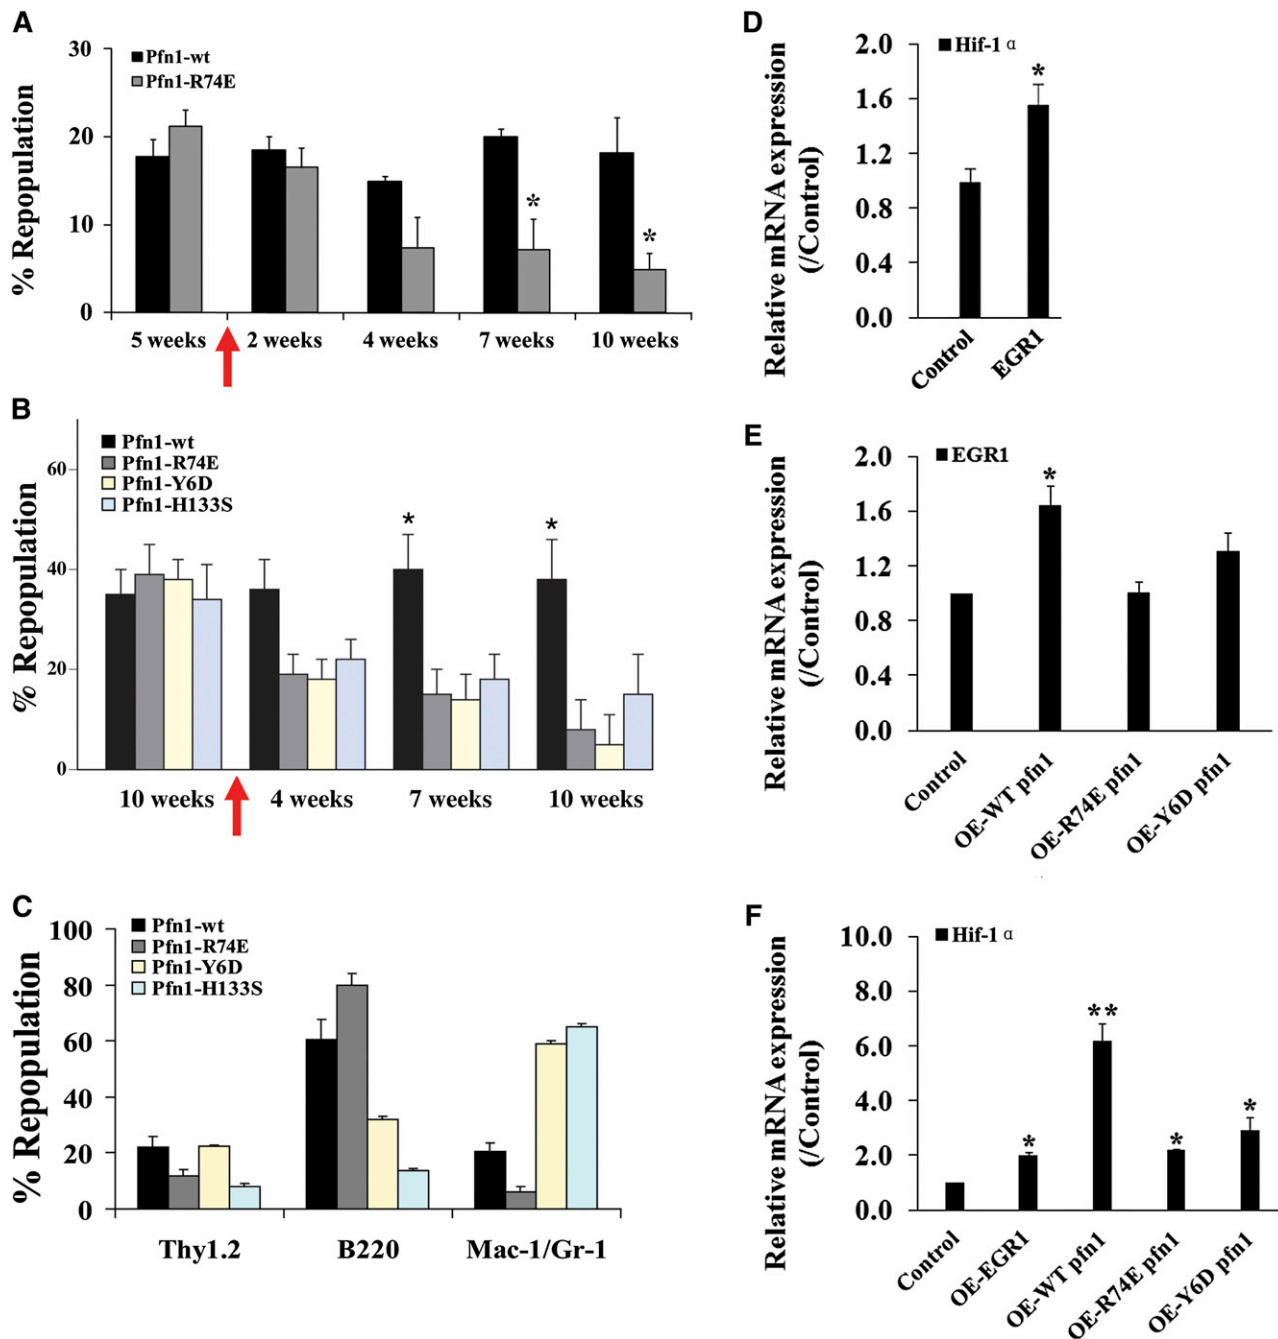 A
Pfn1-wt
Pfn1-R74E
% Repopulation
30
20
10
0
*
*
5 weeks
2 weeks
4 weeks
7 weeks
10 weeks
B
Pfn1-wt
Pfn1-R74E
Pfn1-Y6D
Pfn1-H133S
% Repopulation
60
40
20
0
*
*
10 weeks
4 weeks
7 weeks
10 weeks
C
Pfn1-wt
Pfn1-R74E
Pfn1-Y6D
Pfn1-H133S
% Repopulation
100
80
60
40
20
0
Thy1.2
B220
Mac-1/Gr-1
D
Hif-1 α
Relative mRNA expression
(/Control)
2.0
1.6
1.2
0.8
0.4
0.0
*
Control
EGR1
E
EGR1
Relative mRNA expression
(/Control)
2.0
1.6
1.2
0.8
0.4
0.0
*
Control
OE-WT pfn1
OE-R74E pfn1
OE-Y6D pfn1
F
Hif-1 α
Relative mRNA expression
(/Control)
10.0
8.0
6.0
4.0
2.0
0.0
*
**
*
*
Control
OE-EGR1
OE-WT pfn1
OE-R74E pfn1
OE-Y6D pfn1